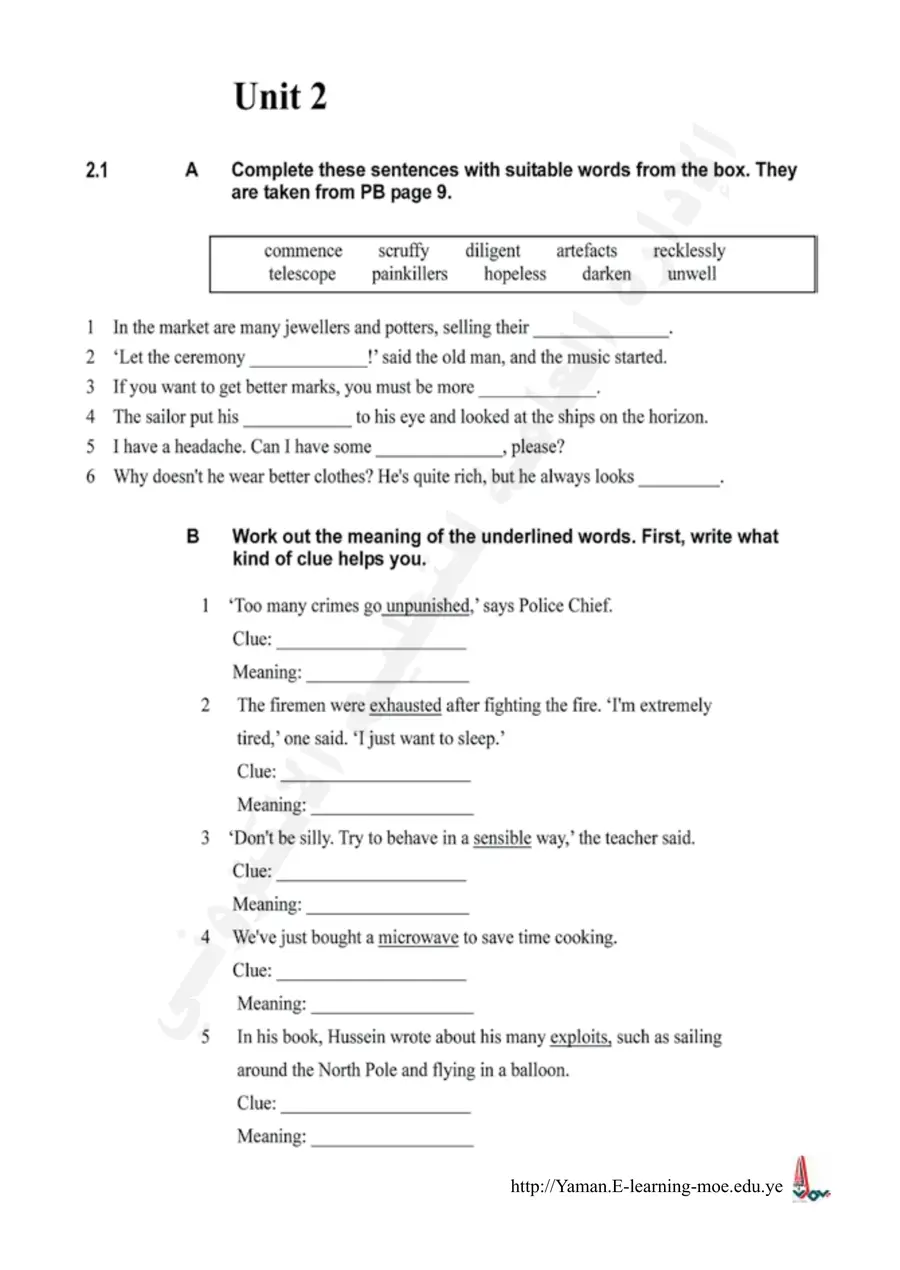 Unit 2
2.1 A Complete these sentences with suitable words from the box. They
are taken from PB page 9.
commence scruffy diligent artefacts recklessly
telescope painkillers hopeless darken unwell
1 In the market are many jewellers and potters, selling their _______________.
2 ‘Let the ceremony _____________!’ said the old man, and the music started.
3 If you want to get better marks, you must be more _____________.
4 The sailor put his ____________ to his eye and looked at the ships on the horizon.
5 I have a headache. Can I have some ______________, please?
6 Why doesn't he wear better clothes? He's quite rich, but he always looks _________.
B Work out the meaning of the underlined words. First, write what
kind of clue helps you.
1 ‘Too many crimes go unpunished,’ says Police Chief.
Clue: _____________________
Meaning: __________________
2 The firemen were exhausted after fighting the fire. ‘I'm extremely
tired,’ one said. ‘I just want to sleep.’
Clue: _____________________
Meaning: __________________
3 ‘Don't be silly. Try to behave in a sensible way,’ the teacher said.
Clue: _____________________
Meaning: __________________
4 We've just bought a microwave to save time cooking.
Clue: _____________________
Meaning: __________________
5 In his book, Hussein wrote about his many exploits, such as sailing
around the North Pole and flying in a balloon.
Clue: _____________________
Meaning: __________________
الإدارة العامة للتعليم الإلكتروني
http://Yaman.E-learning-moe.edu.ye